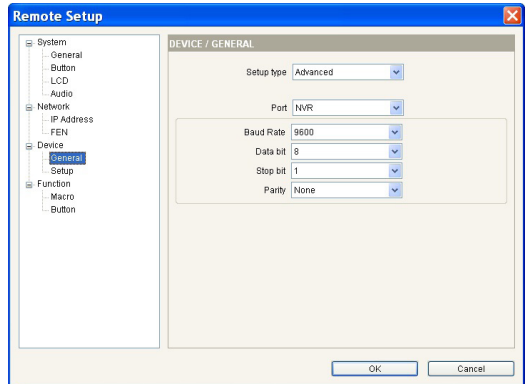 Remote Setup
System
General
Button
LCD
Audio
Network
IP Address
FEN
Device
General
Setup
Function
Macro
Button
DEVICE / GENERAL
Setup type Advanced
Port NVR
Baud Rate 9600
Data bit 8
Stop bit 1
Parity None
OK Cancel